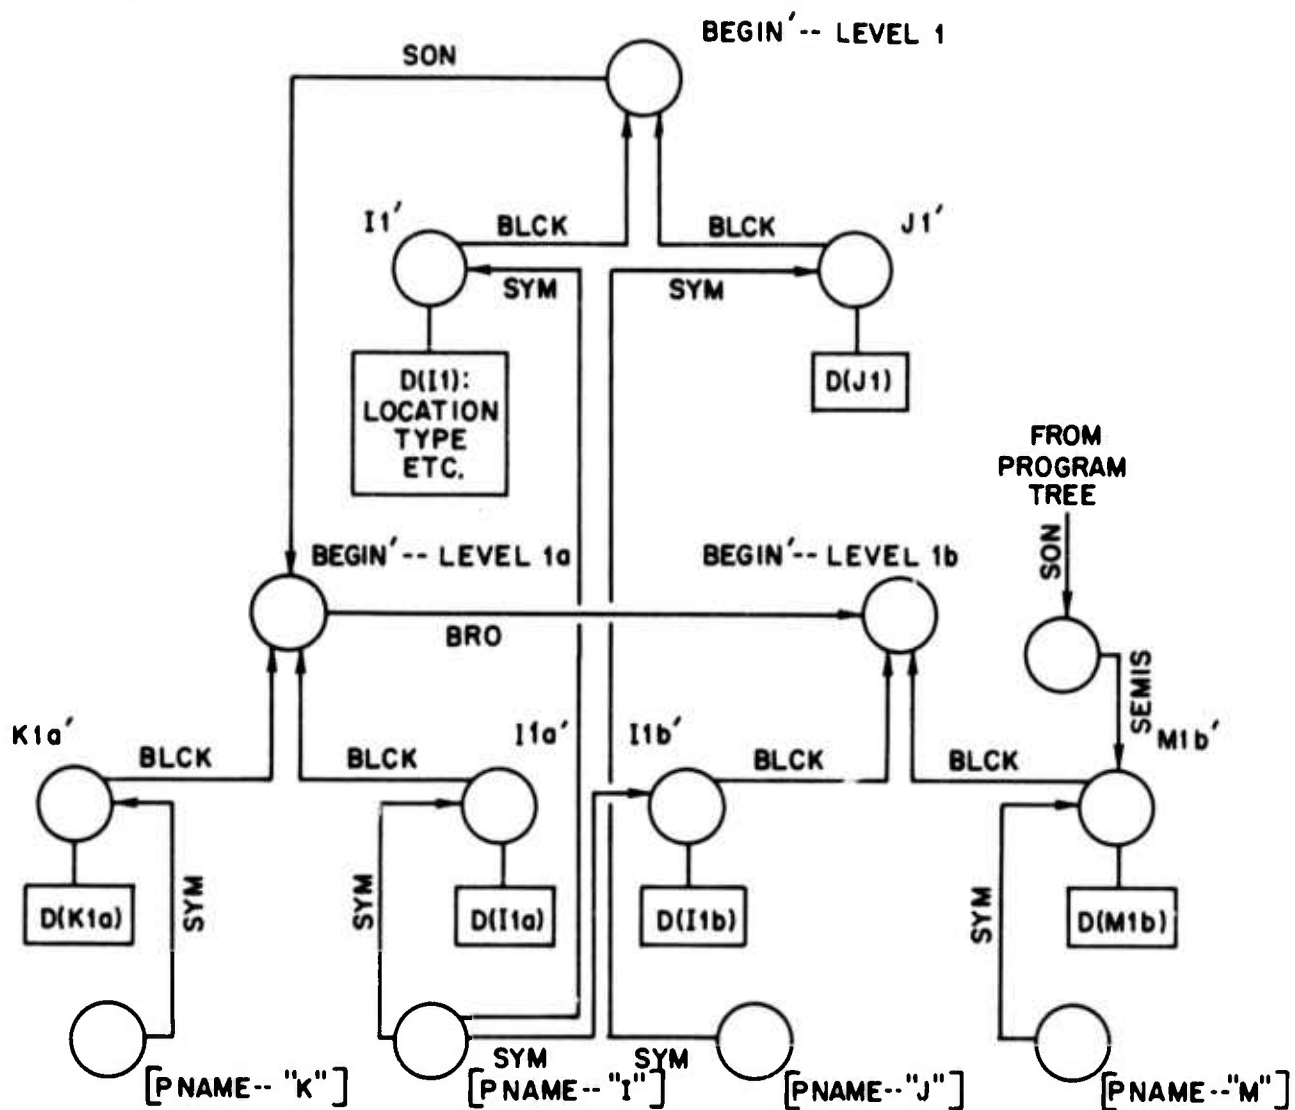 BEGIN'-- LEVEL 1
SON
I1'
BLCK
BLCK
J1'
SYM
SYM
D(I1):
LOCATION
TYPE
ETC.
D(J1)
FROM
PROGRAM
TREE
SON
BEGIN'-- LEVEL 1a
BEGIN'-- LEVEL 1b
BRO
SEMIS
K1a'
BLCK
I1a'
BLCK
I1b'
BLCK
BLCK
M1b'
D(K1a)
SYM
SYM
D(I1a)
D(I1b)
SYM
D(M1b)
SYM
SYM
[PNAME-- "K"]
[PNAME-- "I"]
[PNAME--"J"]
[PNAME--"M"]